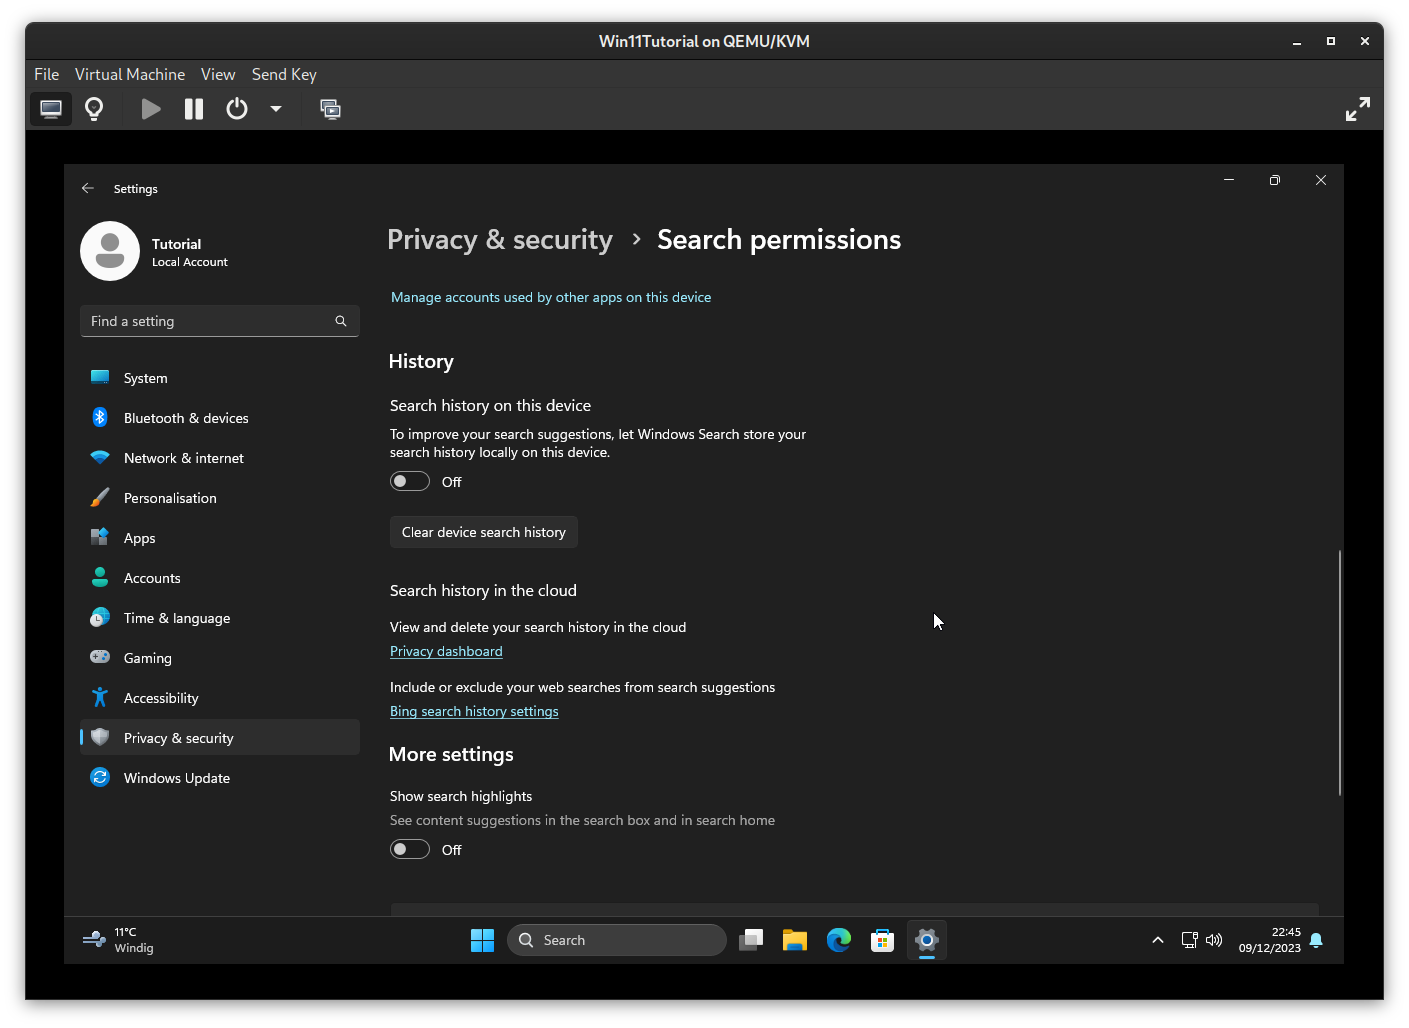 Win11Tutorial on QEMU/KVM
File Virtual Machine View Send Key
Settings
Tutorial
Local Account
Find a setting
System
Bluetooth & devices
Network & internet
Personalisation
Apps
Accounts
Time & language
Gaming
Accessibility
Privacy & security
Windows Update
Privacy & security > Search permissions
Manage accounts used by other apps on this device
History
Search history on this device
To improve your search suggestions, let Windows Search store your
search history locally on this device.
Off
Clear device search history
Search history in the cloud
View and delete your search history in the cloud
Privacy dashboard
Include or exclude your web searches from search suggestions
Bing search history settings
More settings
Show search highlights
See content suggestions in the search box and in search home
Off
11°C
Windig
Search
22:45
09/12/2023